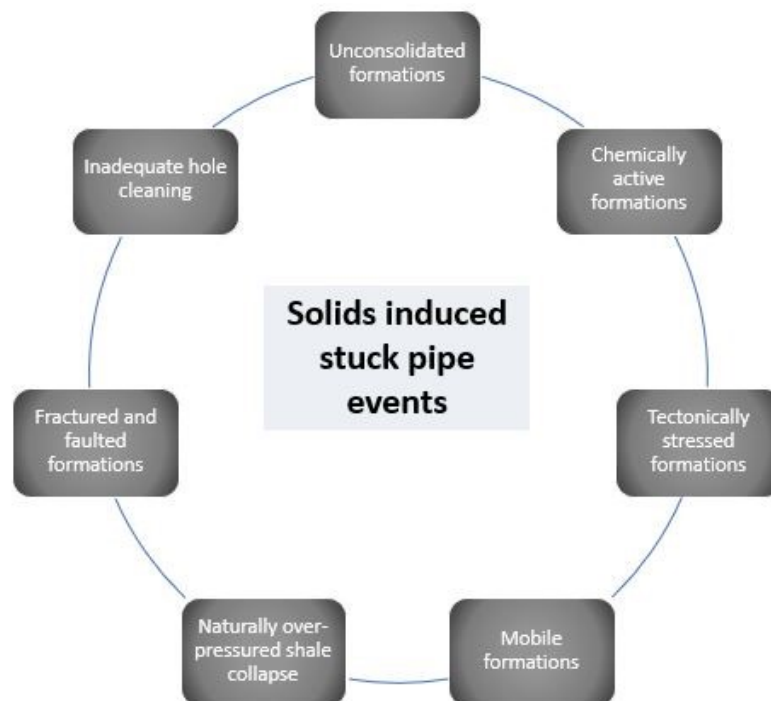 Unconsolidated
formations
Chemically
active
formations
Tectonically
stressed
formations
Mobile
formations
Naturally over-
pressured shale
collapse
Fractured and
faulted
formations
Inadequate hole
cleaning
Solids induced
stuck pipe
events